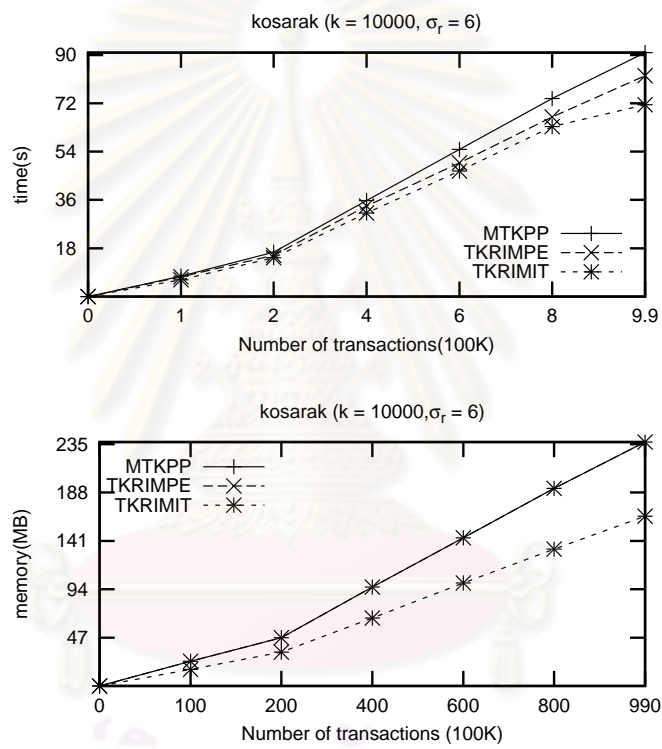 kosarak (k = 10000, σr = 6)
90
72
54
36
18
time(s)
MTKPP
TKRIMPE
TKRIMIT
0 1 2 4 6 8 9.9
Number of transactions(100K)
kosarak (k = 10000,σr = 6)
235
188
141
94
47
memory(MB)
MTKPP
TKRIMPE
TKRIMIT
0 100 200 400 600 800 990
Number of transactions (100K)